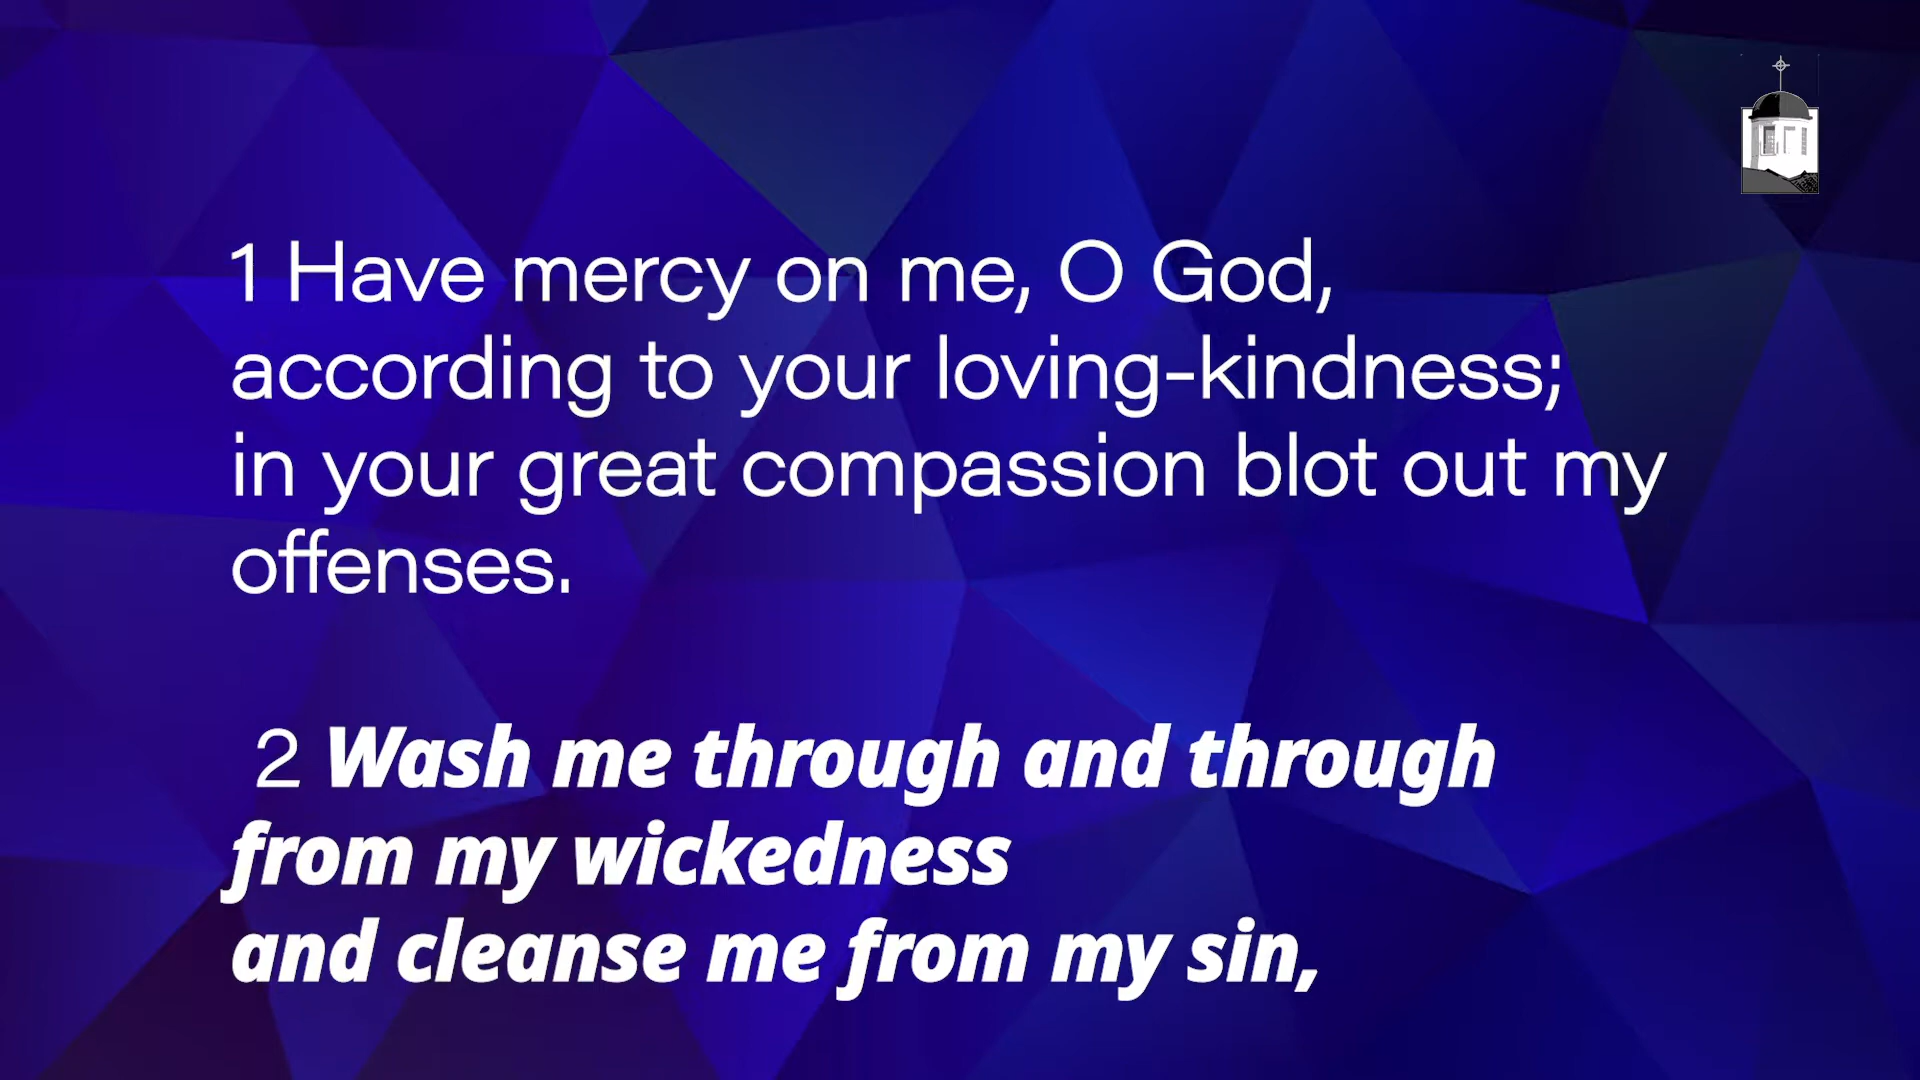 1 Have mercy on me, O God,
according to your loving-kindness;
in your great compassion blot out my
offenses.
2 Wash me through and through
from my wickedness
and cleanse me from my sin,